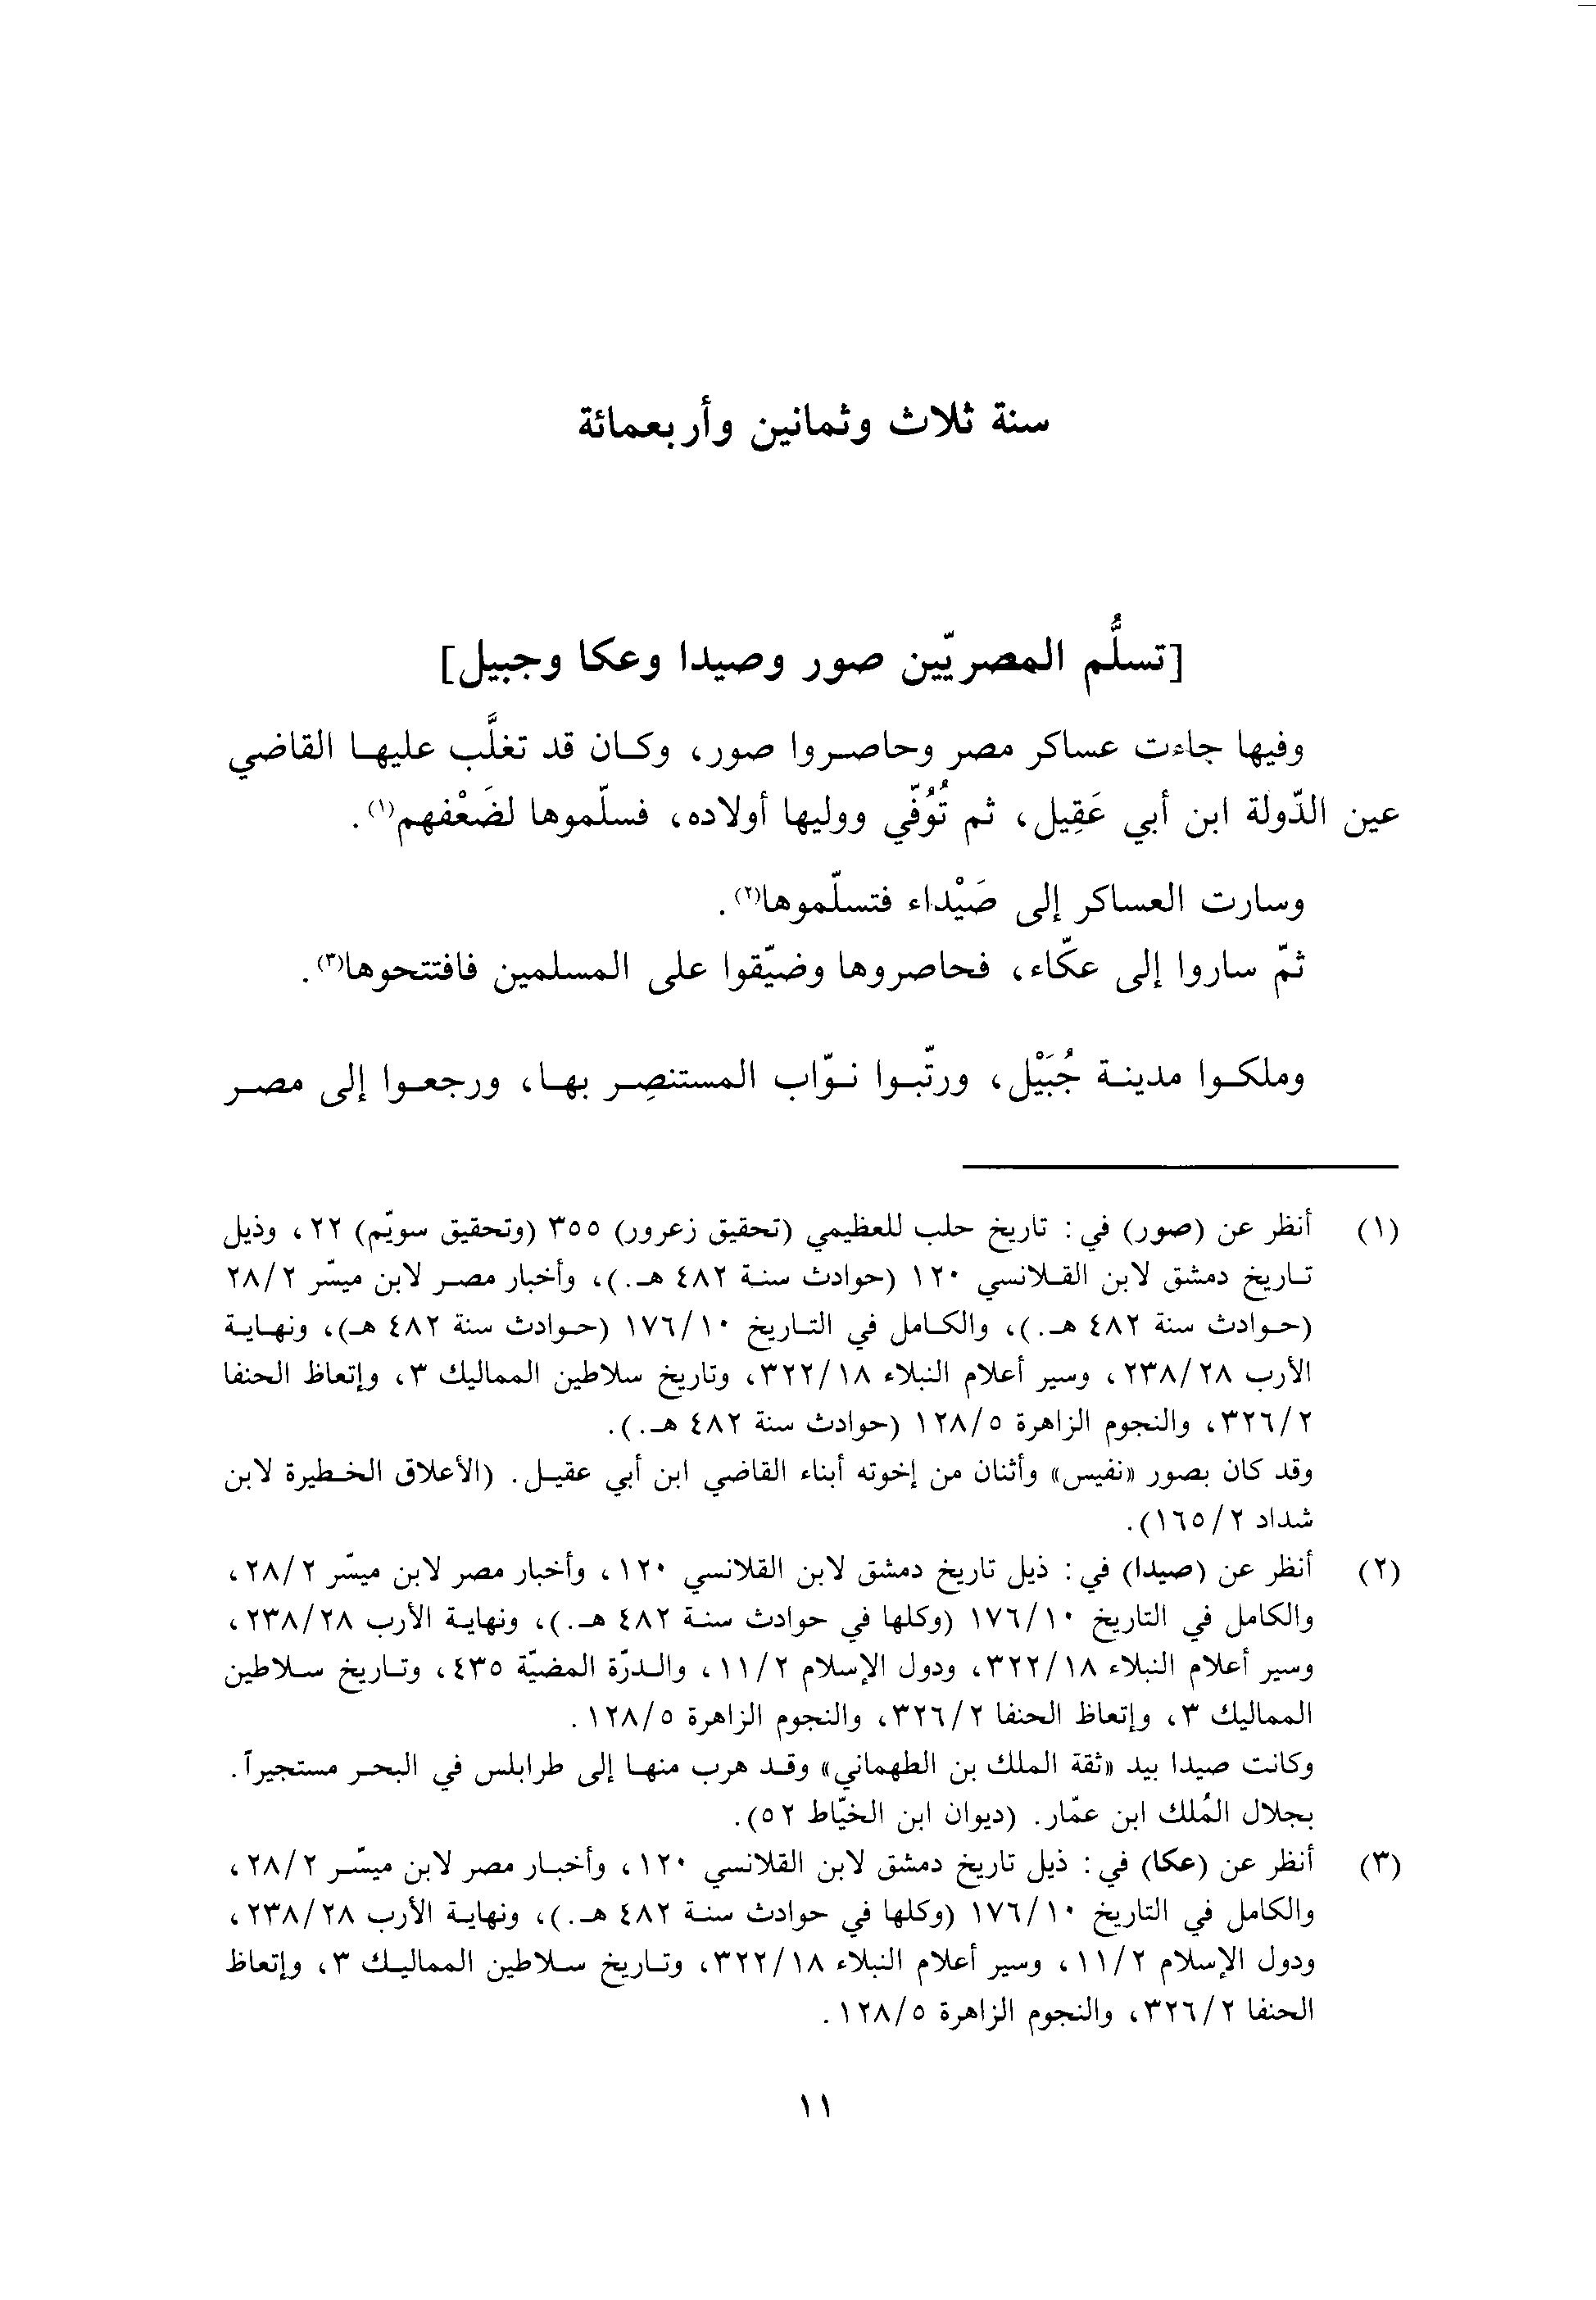 سنة ثلاث وثمانين وأربعمائة
[تسلُّم المصريّين صور وصيدا وعكا وجبيل]
وفيها جاءت عساكر مصر وحاصروا صور، وكان قد تغلَّب عليها القاضي
عين الدّولة ابن أبي عَقِيل، ثم تُوُفّي ووليها أولاده، فسلّموها لضَعْفهم(١).
وسارت العساكر إلى صَيْداء فتسلّموها(٢).
ثمّ ساروا إلى عكّاء، فحاصروها وضيّقوا على المسلمين فافتتحوها(٣).
وملكوا مدينة جُبَيْل، ورتّبوا نوّاب المستنصِر بها، ورجعوا إلى مصر
(١) أنظر عن (صور) في: تاريخ حلب للعظيمي (تحقيق زعرور) ٣٥٥ (وتحقيق سويّم) ٢٢، وذيل
تاريخ دمشق لابن القلانسي ١٢٠ (حوادث سنة ٤٨٢ هـ.)، وأخبار مصر لابن ميسّر ٢٨/٢
(حوادث سنة ٤٨٢ هـ.)، والكامل في التاريخ ١٧٦/١٠ (حوادث سنة ٤٨٢ هـ)، ونهاية
الأرب ٢٣٨/٢٨، وسير أعلام النبلاء ٣٢٢/١٨، وتاريخ سلاطين المماليك ٣، وإتعاظ الحنفا
٣٢٦/٢، والنجوم الزاهرة ١٢٨/٥ (حوادث سنة ٤٨٢ هـ.).
وقد كان بصور «نفيس» وأثنان من إخوته أبناء القاضي ابن أبي عقيل. (الأعلاق الخطيرة لابن
شداد ١٦٥/٢).
(٢) أنظر عن (صيدا) في: ذيل تاريخ دمشق لابن القلانسي ١٢٠، وأخبار مصر لابن ميسّر ٢٨/٢،
والكامل في التاريخ ١٧٦/١٠ (وكلها في حوادث سنة ٤٨٢ هـ.)، ونهاية الأرب ٢٣٨/٢٨،
وسير أعلام النبلاء ٣٢٢/١٨، ودول الإسلام ١١/٢، والدرّة المضيّة ٤٣٥، وتاريخ سلاطين
المماليك ٣، وإتعاظ الحنفا ٣٢٦/٢، والنجوم الزاهرة ١٢٨/٥.
وكانت صيدا بيد «ثقة الملك بن الطهماني» وقد هرب منها إلى طرابلس في البحر مستجيراً.
بجلال المُلك ابن عمّار. (ديوان ابن الخيّاط ٥٢).
(٣) أنظر عن (عكا) في: ذيل تاريخ دمشق لابن القلانسي ١٢٠، وأخبار مصر لابن ميسّر ٢٨/٢،
والكامل في التاريخ ١٧٦/١٠ (وكلها في حوادث سنة ٤٨٢ هـ.)، ونهاية الأرب ٢٣٨/٢٨،
ودول الإسلام ١١/٢، وسير أعلام النبلاء ٣٢٢/١٨، وتاريخ سلاطين المماليك ٣، وإتعاظ
الحنفا ٣٢٦/٢، والنجوم الزاهرة ١٢٨/٥.
١١